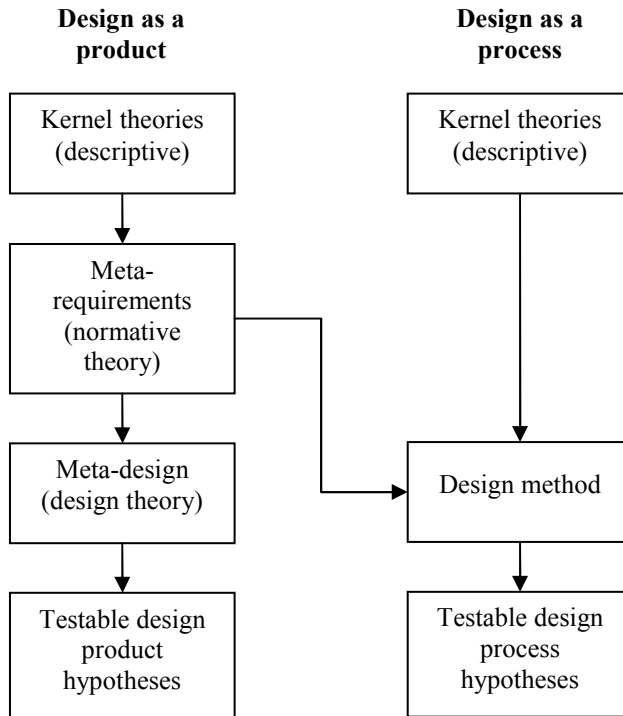 Design as a
product
Kernel theories
(descriptive)
Meta-
requirements
(normative
theory)
Meta-design
(design theory)
Testable design
product
hypotheses
Design as a
process
Kernel theories
(descriptive)
Design method
Testable design
process
hypotheses